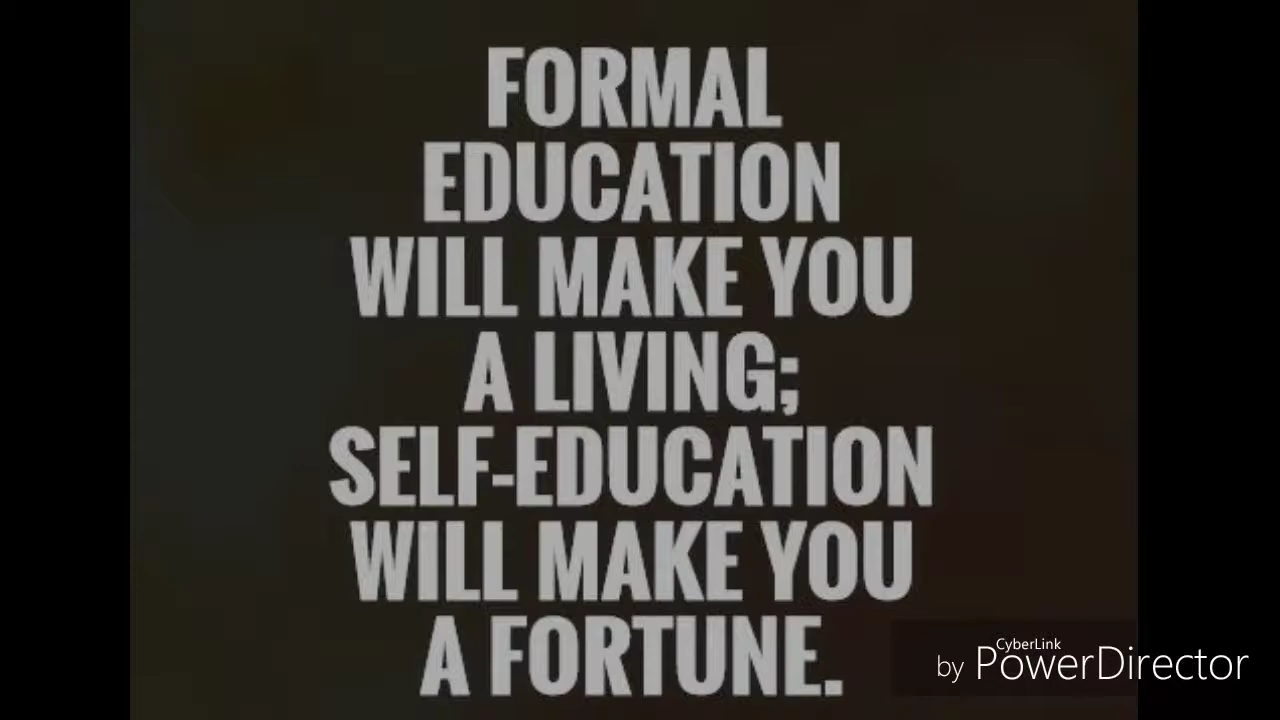 FORMAL
EDUCATION
WILL MAKE YOU
A LIVING;
SELF-EDUCATION
WILL MAKE YOU
A FORTUNE.
CyberLink
by PowerDirector